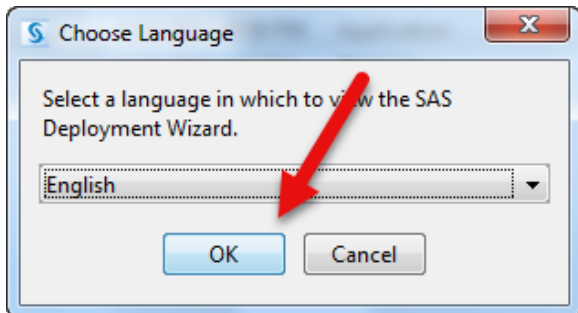 Choose Language
Select a language in which to view the SAS
Deployment Wizard.
English
OK
Cancel